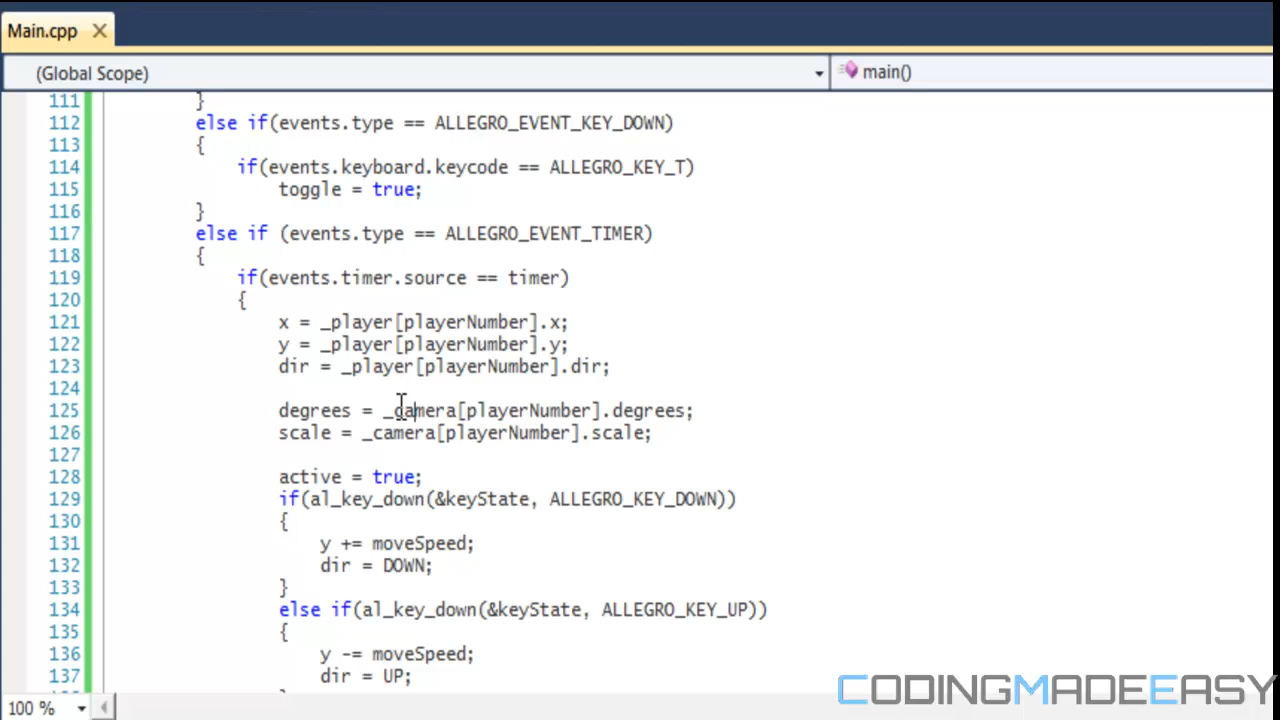 Main.cpp
(Global Scope)
main()
111 }
112 else if(events.type == ALLEGRO_EVENT_KEY_DOWN)
113 {
114 if(events.keyboard.keycode == ALLEGRO_KEY_T)
115 toggle = true;
116 }
117 else if (events.type == ALLEGRO_EVENT_TIMER)
118 {
119 if(events.timer.source == timer)
120 {
121 x = _player[playerNumber].x;
122 y = _player[playerNumber].y;
123 dir = _player[playerNumber].dir;
124
125 degrees = _camera[playerNumber].degrees;
126 scale = _camera[playerNumber].scale;
127
128 active = true;
129 if(al_key_down(&keyState, ALLEGRO_KEY_DOWN))
130 {
131 y += moveSpeed;
132 dir = DOWN;
133 }
134 else if(al_key_down(&keyState, ALLEGRO_KEY_UP))
135 {
136 y -= moveSpeed;
137 dir = UP;
100 %
CODINGMADEEASY